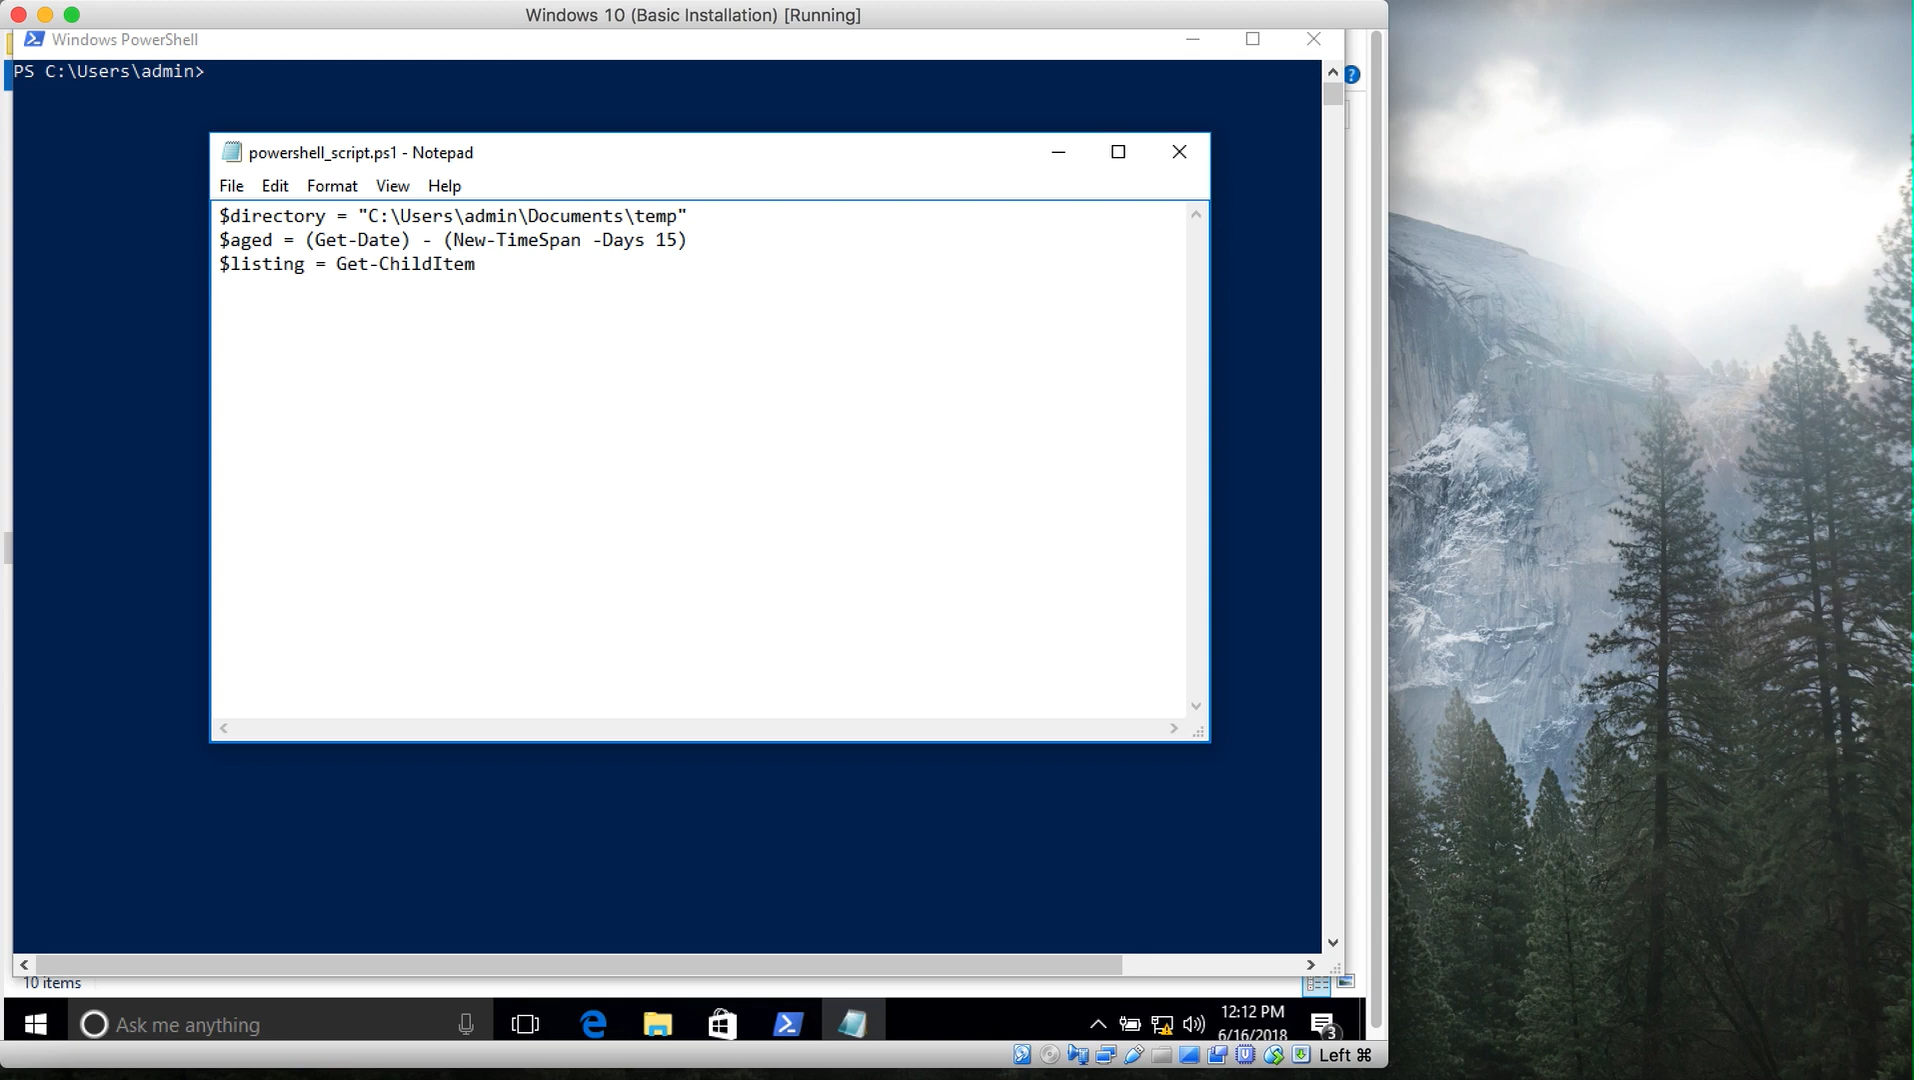 Windows 10 (Basic Installation) [Running]
Windows PowerShell
PS C:\Users\admin>
powershell_script.ps1 - Notepad
File Edit Format View Help
$directory = "C:\Users\admin\Documents\temp"
$aged = (Get-Date) - (New-TimeSpan -Days 15)
$listing = Get-ChildItem
10 items
Ask me anything
12:12 PM
6/16/2018
3
Left ⌘